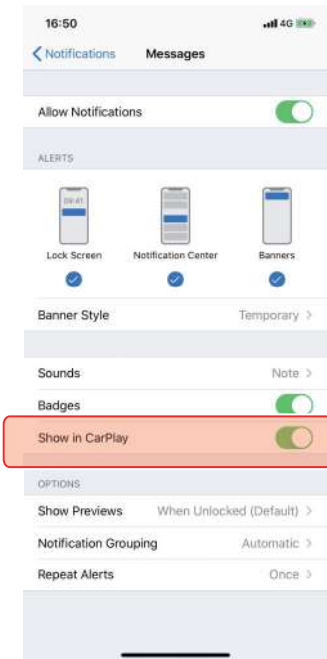 16:50 4G
Notifications Messages
Allow Notifications
ALERTS
09:41
Lock Screen Notification Center Banners
Banner Style Temporary
Sounds Note
Badges
Show in CarPlay
OPTIONS
Show Previews When Unlocked (Default)
Notification Grouping Automatic
Repeat Alerts Once